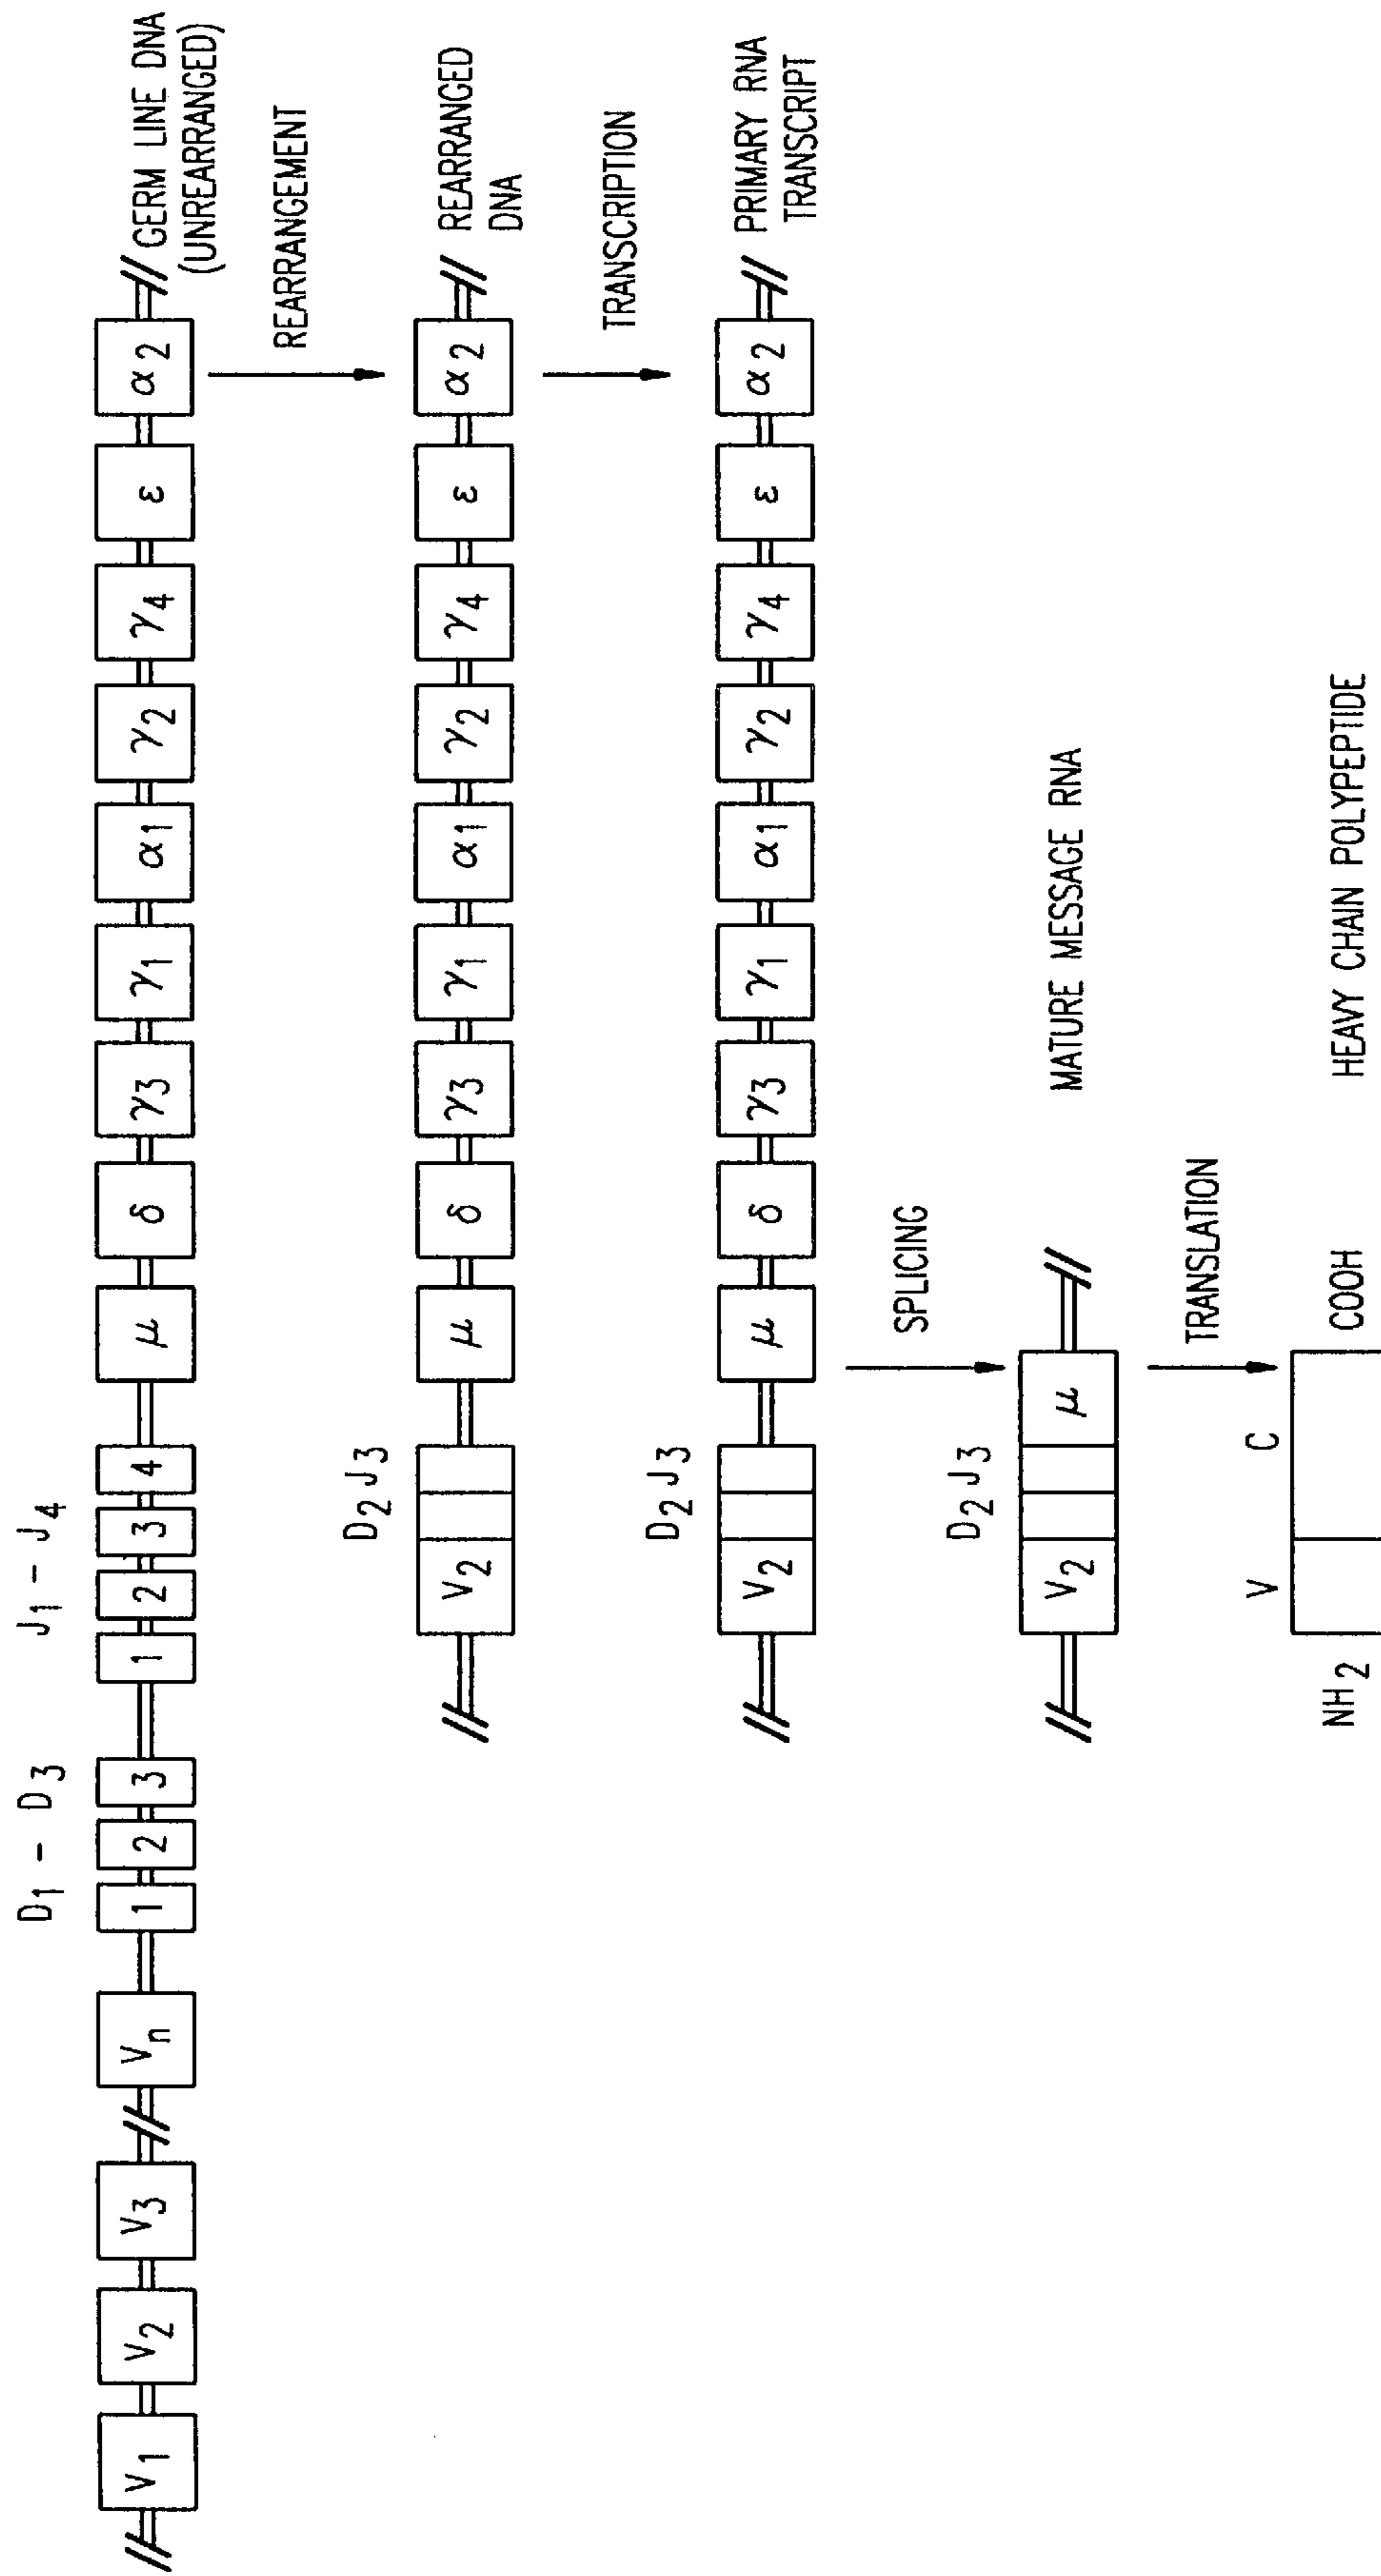 D1 - D3 J1 - J4
V1 V2 V3 Vn 1 2 3 1 2 3 4 μ δ γ3 γ1 α1 γ2 γ4 ε α2 GERM LINE DNA
(UNREARRANGED)
REARRANGEMENT
D2 J3
V2 μ δ γ3 γ1 α1 γ2 γ4 ε α2 REARRANGED
DNA
TRANSCRIPTION
D2 J3
V2 μ δ γ3 γ1 α1 γ2 γ4 ε α2 PRIMARY RNA
TRANSCRIPT
SPLICING
D2 J3
V2 μ MATURE MESSAGE RNA
TRANSLATION
V C
NH2 COOH HEAVY CHAIN POLYPEPTIDE